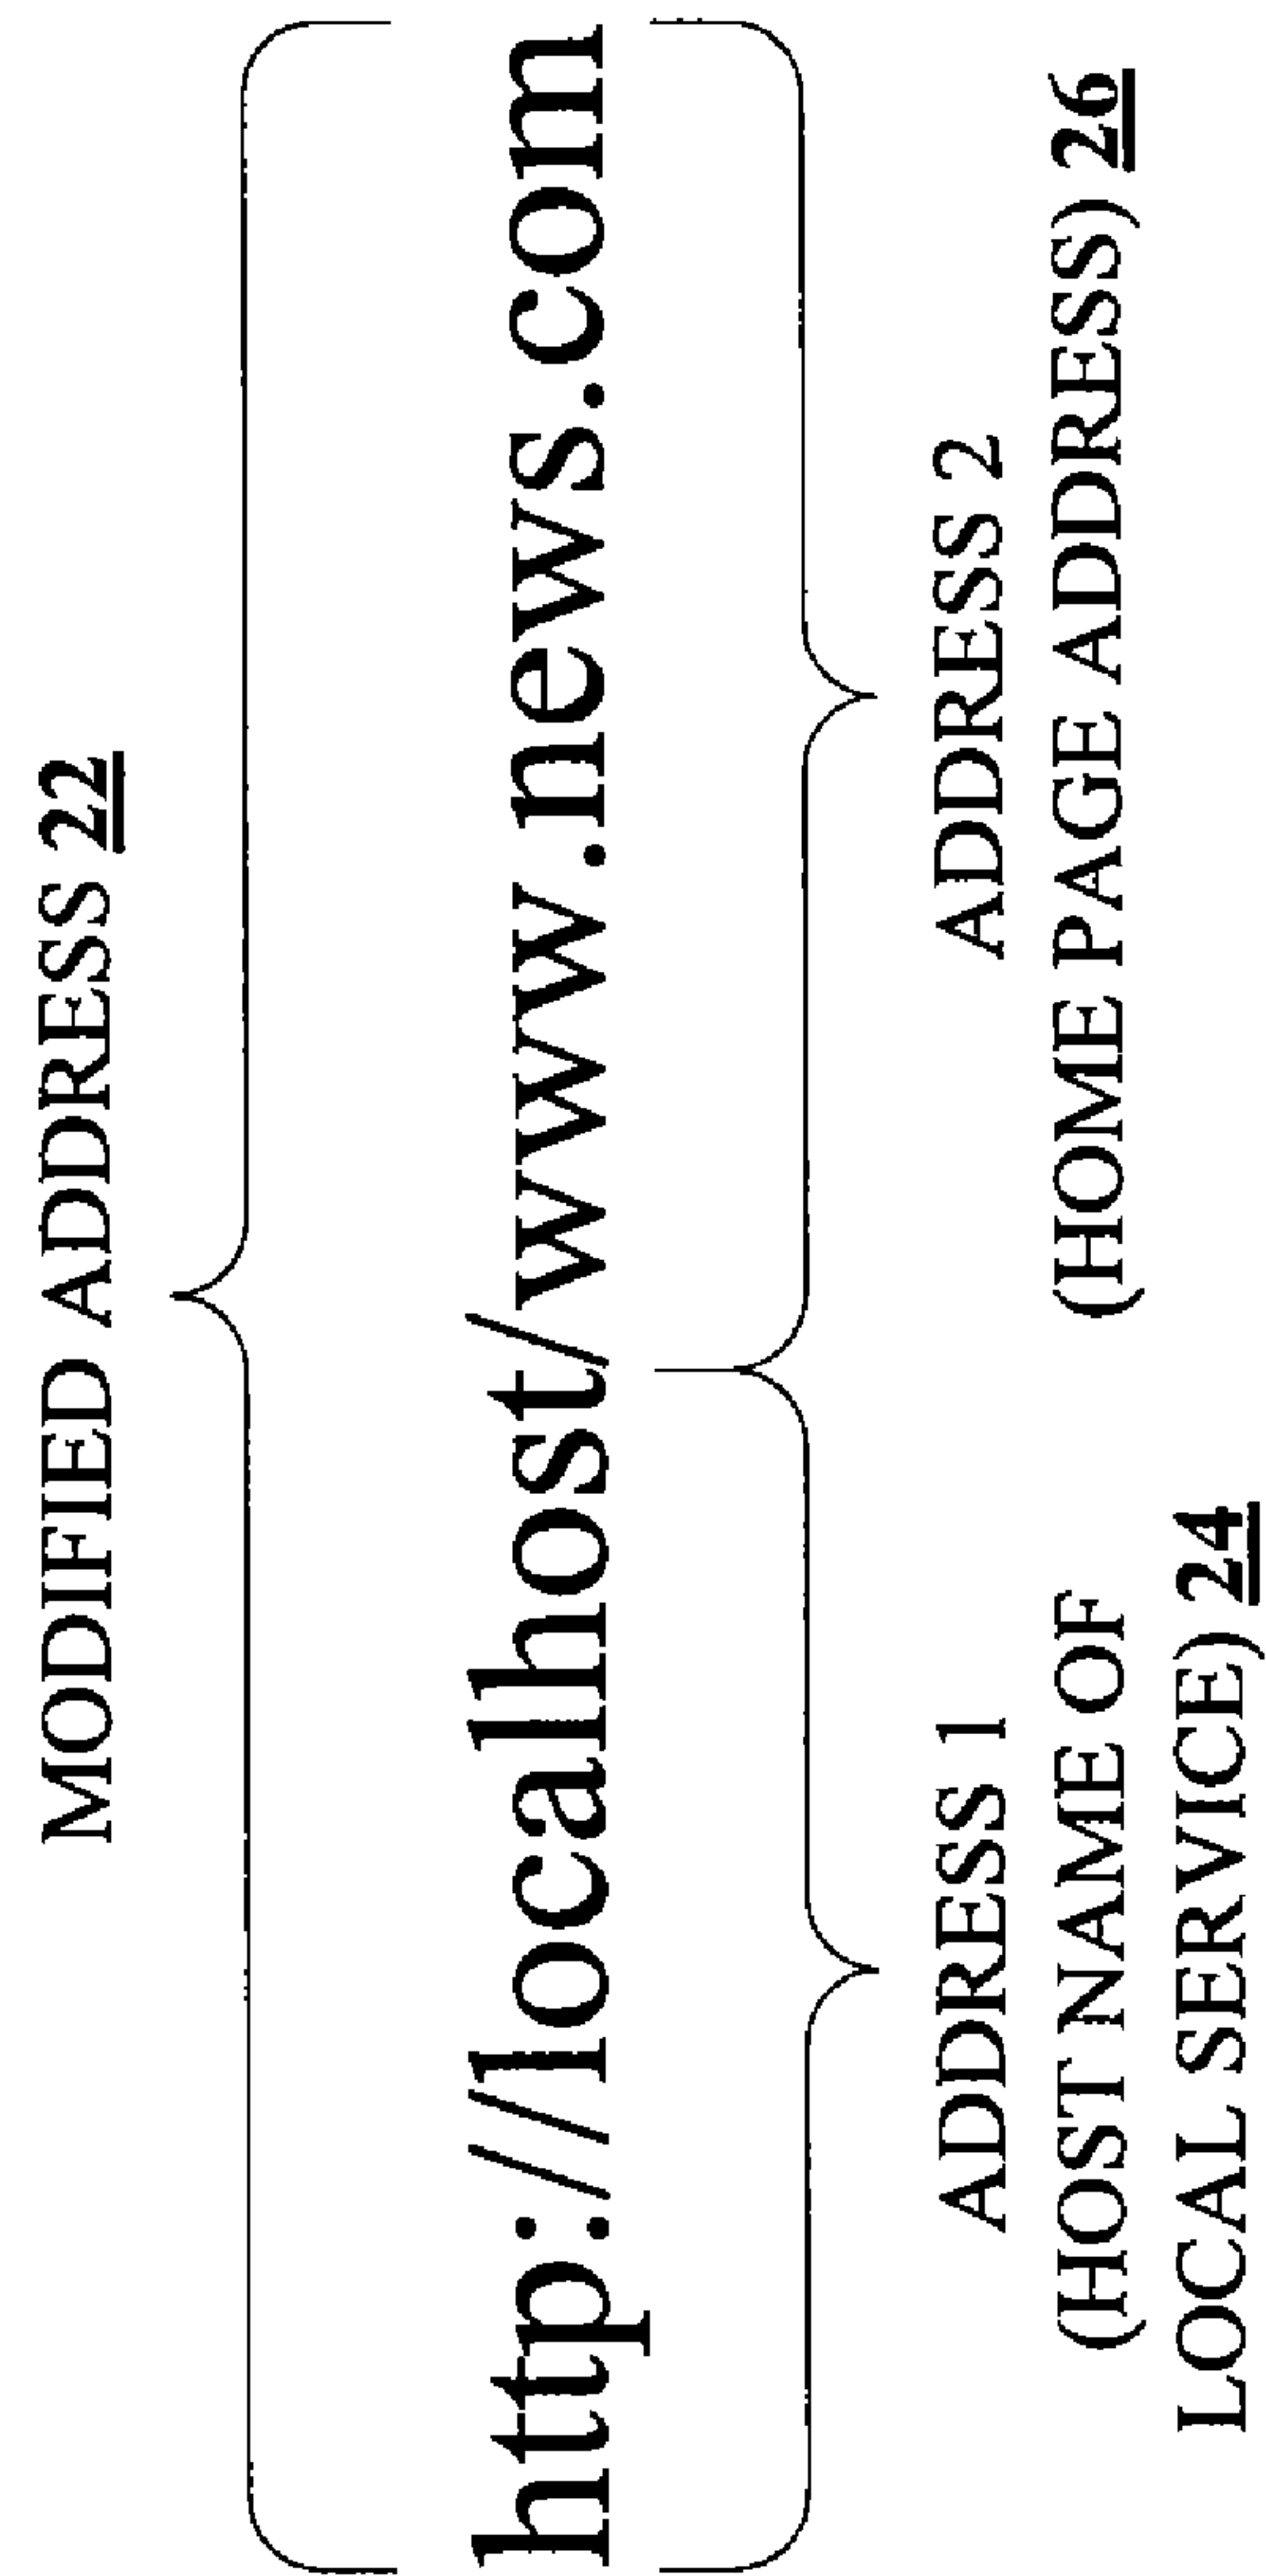 MODIFIED ADDRESS 22
http://localhost/www.news.com
ADDRESS 1
(HOST NAME OF
LOCAL SERVICE) 24
ADDRESS 2
(HOME PAGE ADDRESS) 26